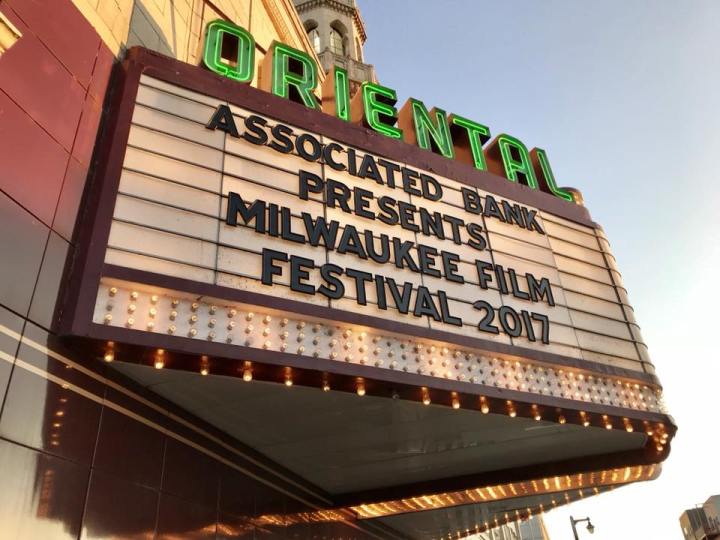 ORIENTAL
ASSOCIATED BANK
PRESENTS
MILWAUKEE FILM
FESTIVAL 2017